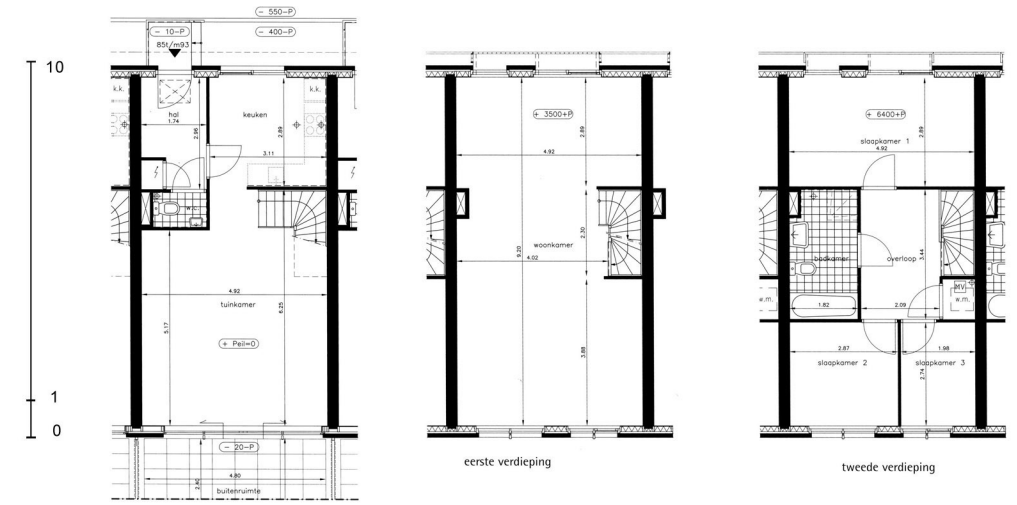 10
1
0
- 550-P
- 10-P
- 400-P
85t/m93
k.k.
hal
1.74
2.96
keuken
2.89
3.11
k.k.
w.c.
4.92
tuinkamer
5.17
6.25
+ Peil=0
- 20-P
4.80
buitenruimte
+ 3500+P
2.89
4.92
9.20
2.30
woonkamer
4.02
3.88
eerste verdieping
+ 6400+P
slaapkamer 1
4.92
2.89
badkamer
overloop
3.44
w.m.
MV
w.m.
1.82
2.09
2.87
1.98
slaapkamer 2
slaapkamer 3
2.74
tweede verdieping